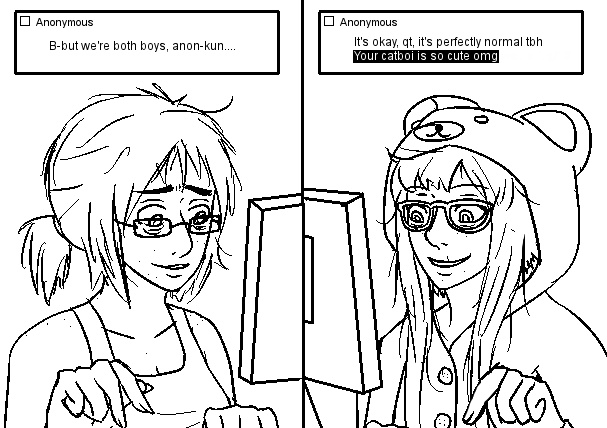 Anonymous
B-but we're both boys, anon-kun....
Anonymous
It's okay, qt, it's perfectly normal tbh
Your catboi is so cute omg